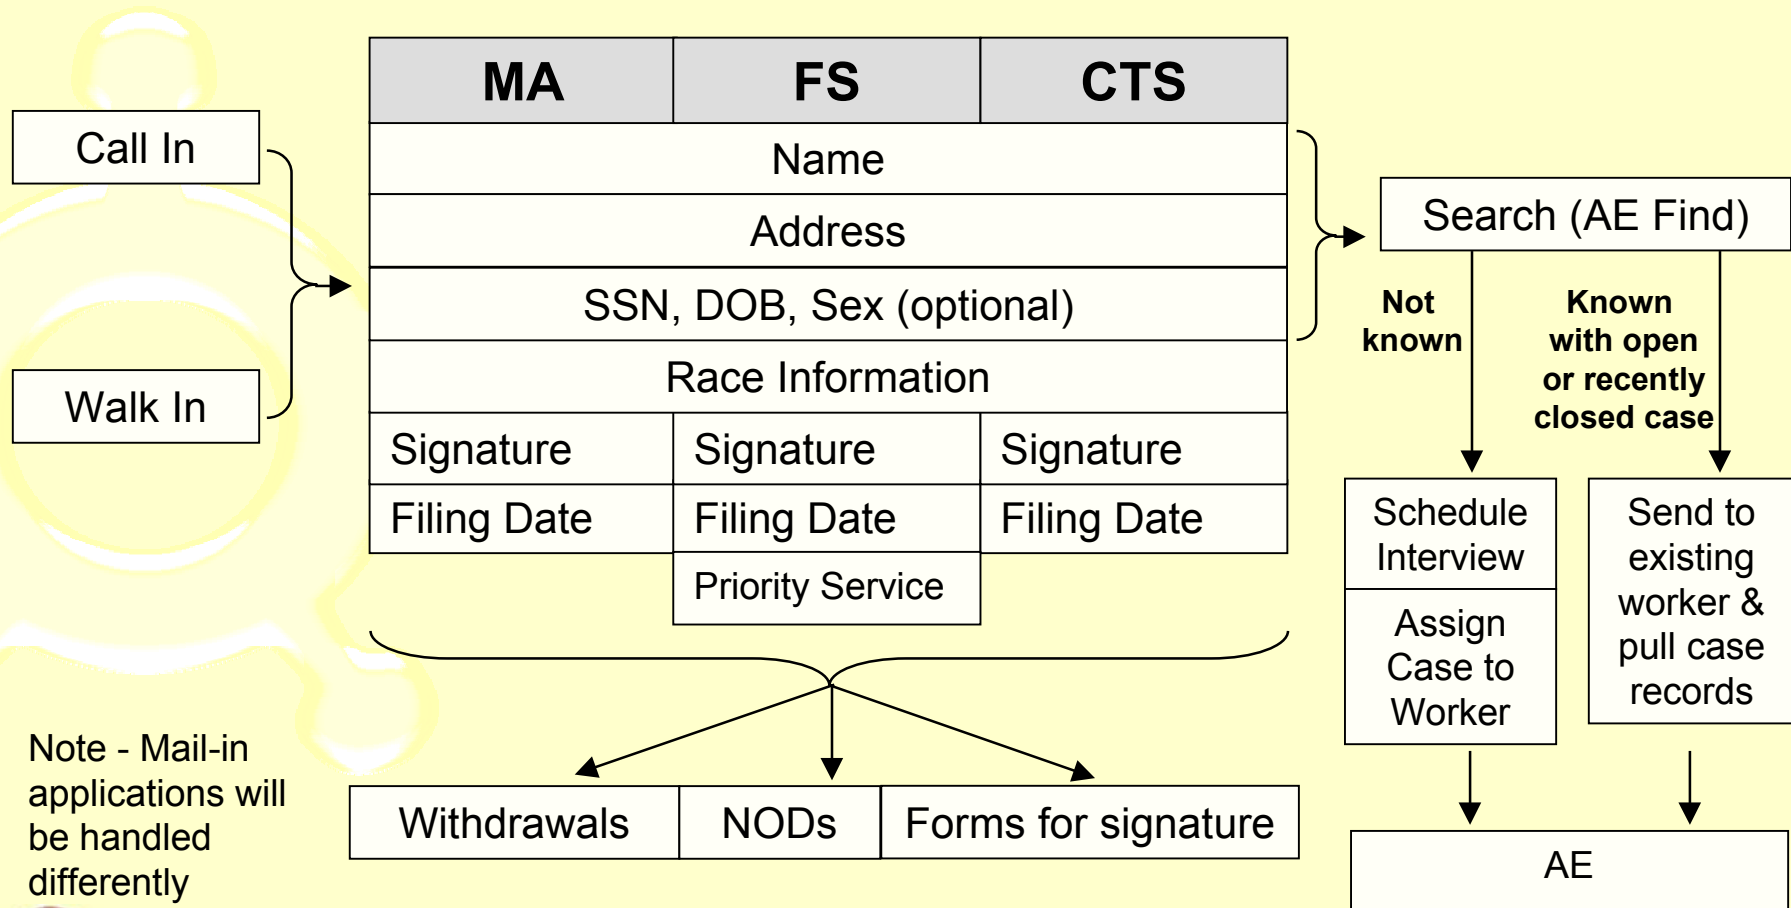 MA FS CTS
Call In
Walk In
Name
Address
SSN, DOB, Sex (optional)
Race Information
Signature Signature Signature
Filing Date Filing Date Filing Date
Priority Service
Search (AE Find)
Not
known
Known
with open
or recently
closed case
Schedule
Interview
Assign
Case to
Worker
Send to
existing
worker &
pull case
records
AE
Withdrawals NODs Forms for signature
Note - Mail-in
applications will
be handled
differently